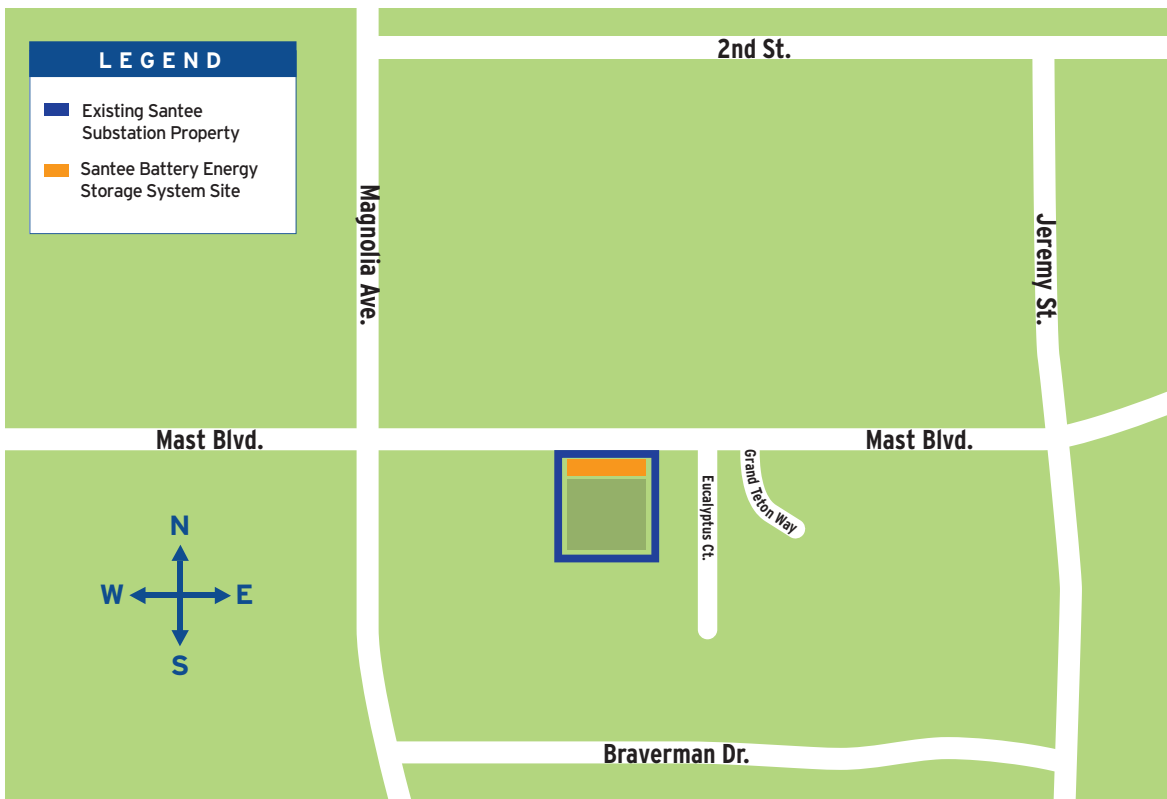 2nd St.
LEGEND
Existing Santee
Substation Property
Santee Battery Energy
Storage System Site
Magnolia Ave.
Jeremy St.
Mast Blvd.
Mast Blvd.
Eucalyptus Ct.
Grand Teton Way
N
W
E
S
Braverman Dr.